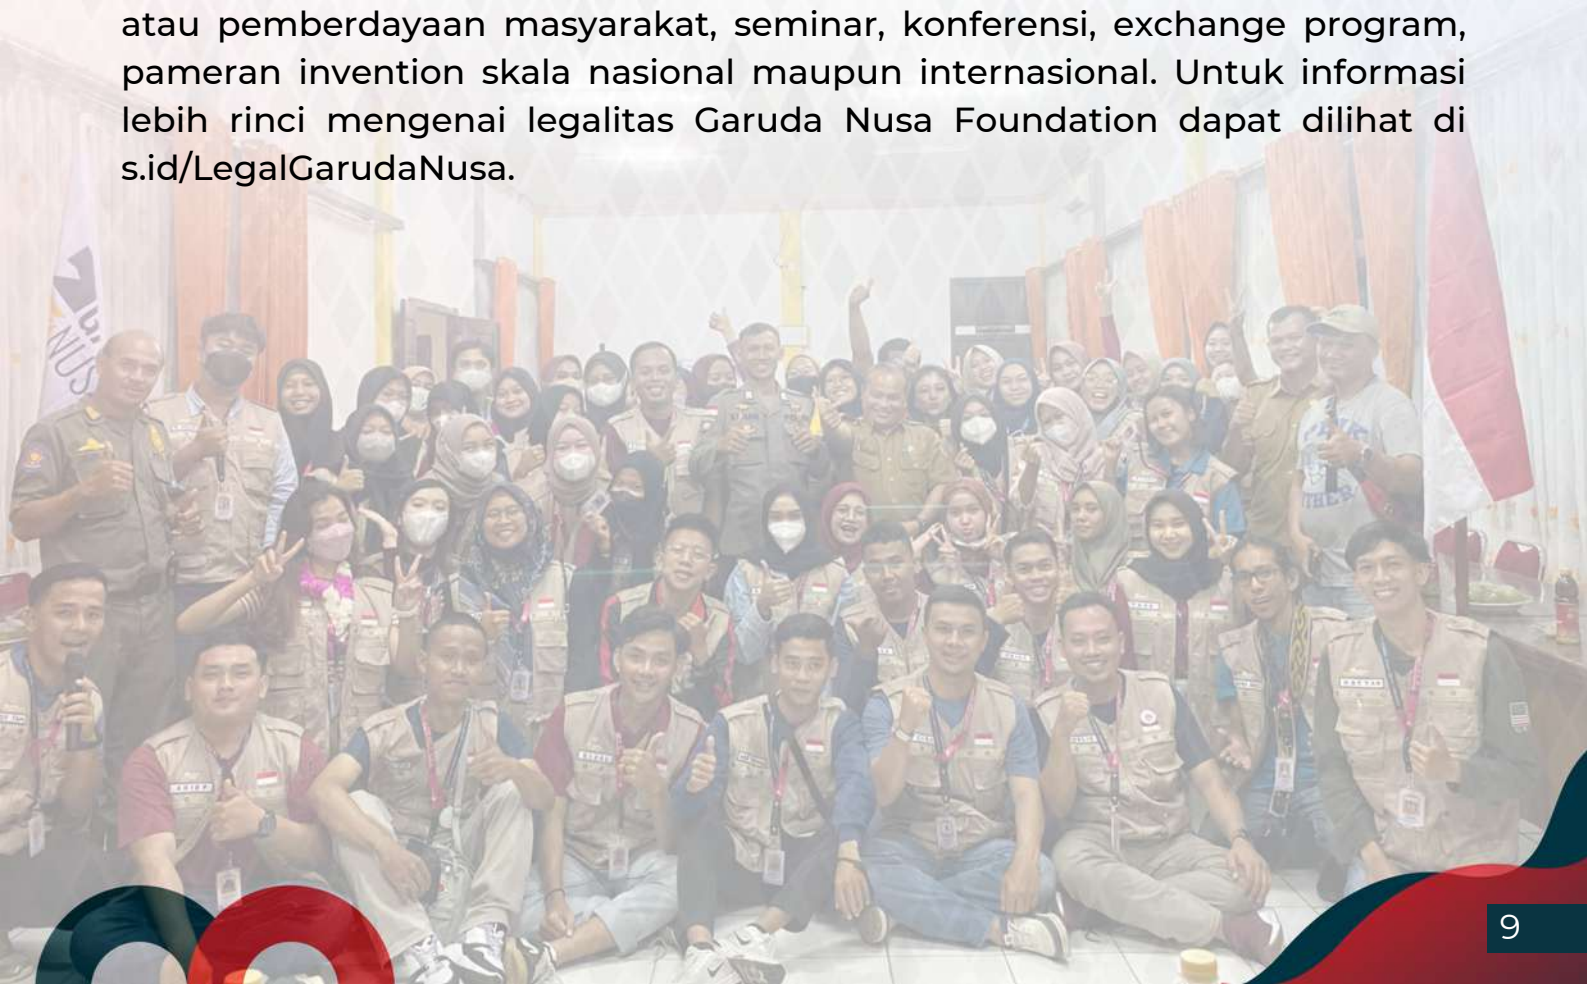 atau pemberdayaan masyarakat, seminar, konferensi, exchange program,
pameran invention skala nasional maupun internasional. Untuk informasi
lebih rinci mengenai legalitas Garuda Nusa Foundation dapat dilihat di
s.id/LegalGarudaNusa.
NUS
9